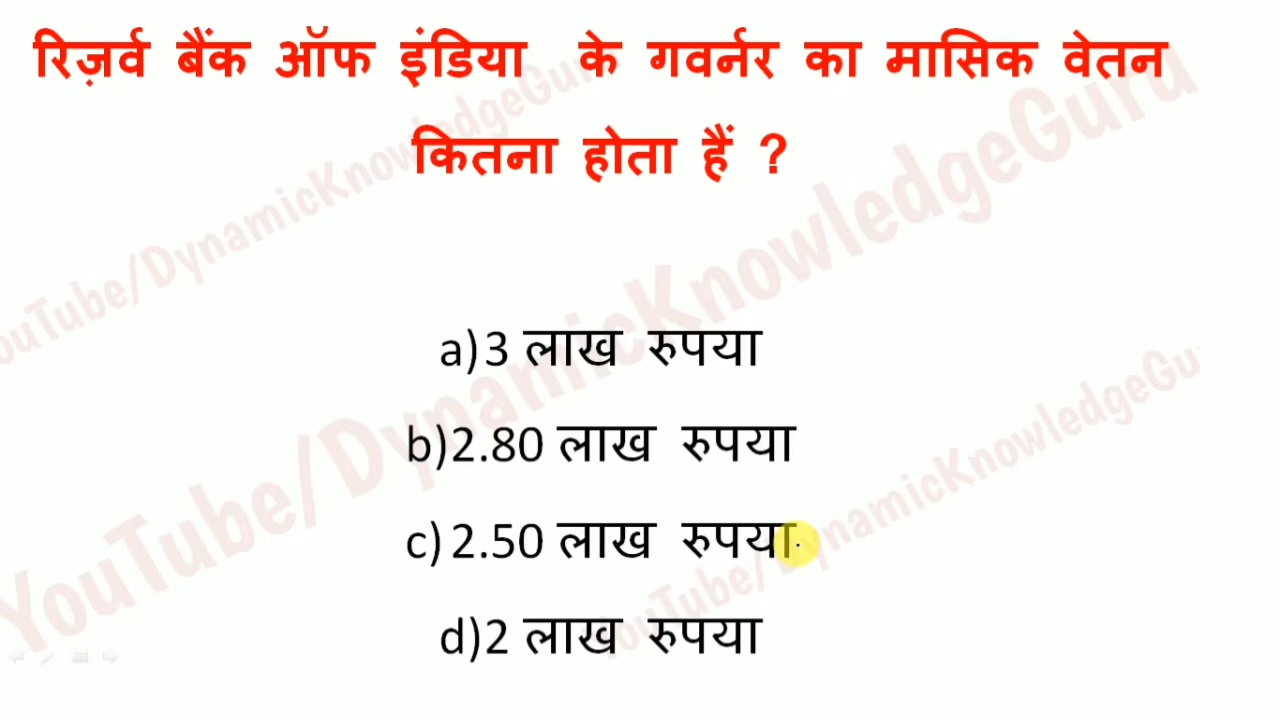 रिज़र्व बैंक ऑफ इंडिया के गवर्नर का मासिक वेतन
कितना होता हैं ?
a)3 लाख रुपया
b)2.80 लाख रुपया
c)2.50 लाख रुपया
d)2 लाख रुपया
YouTube/DynamicKnowledgeGuru